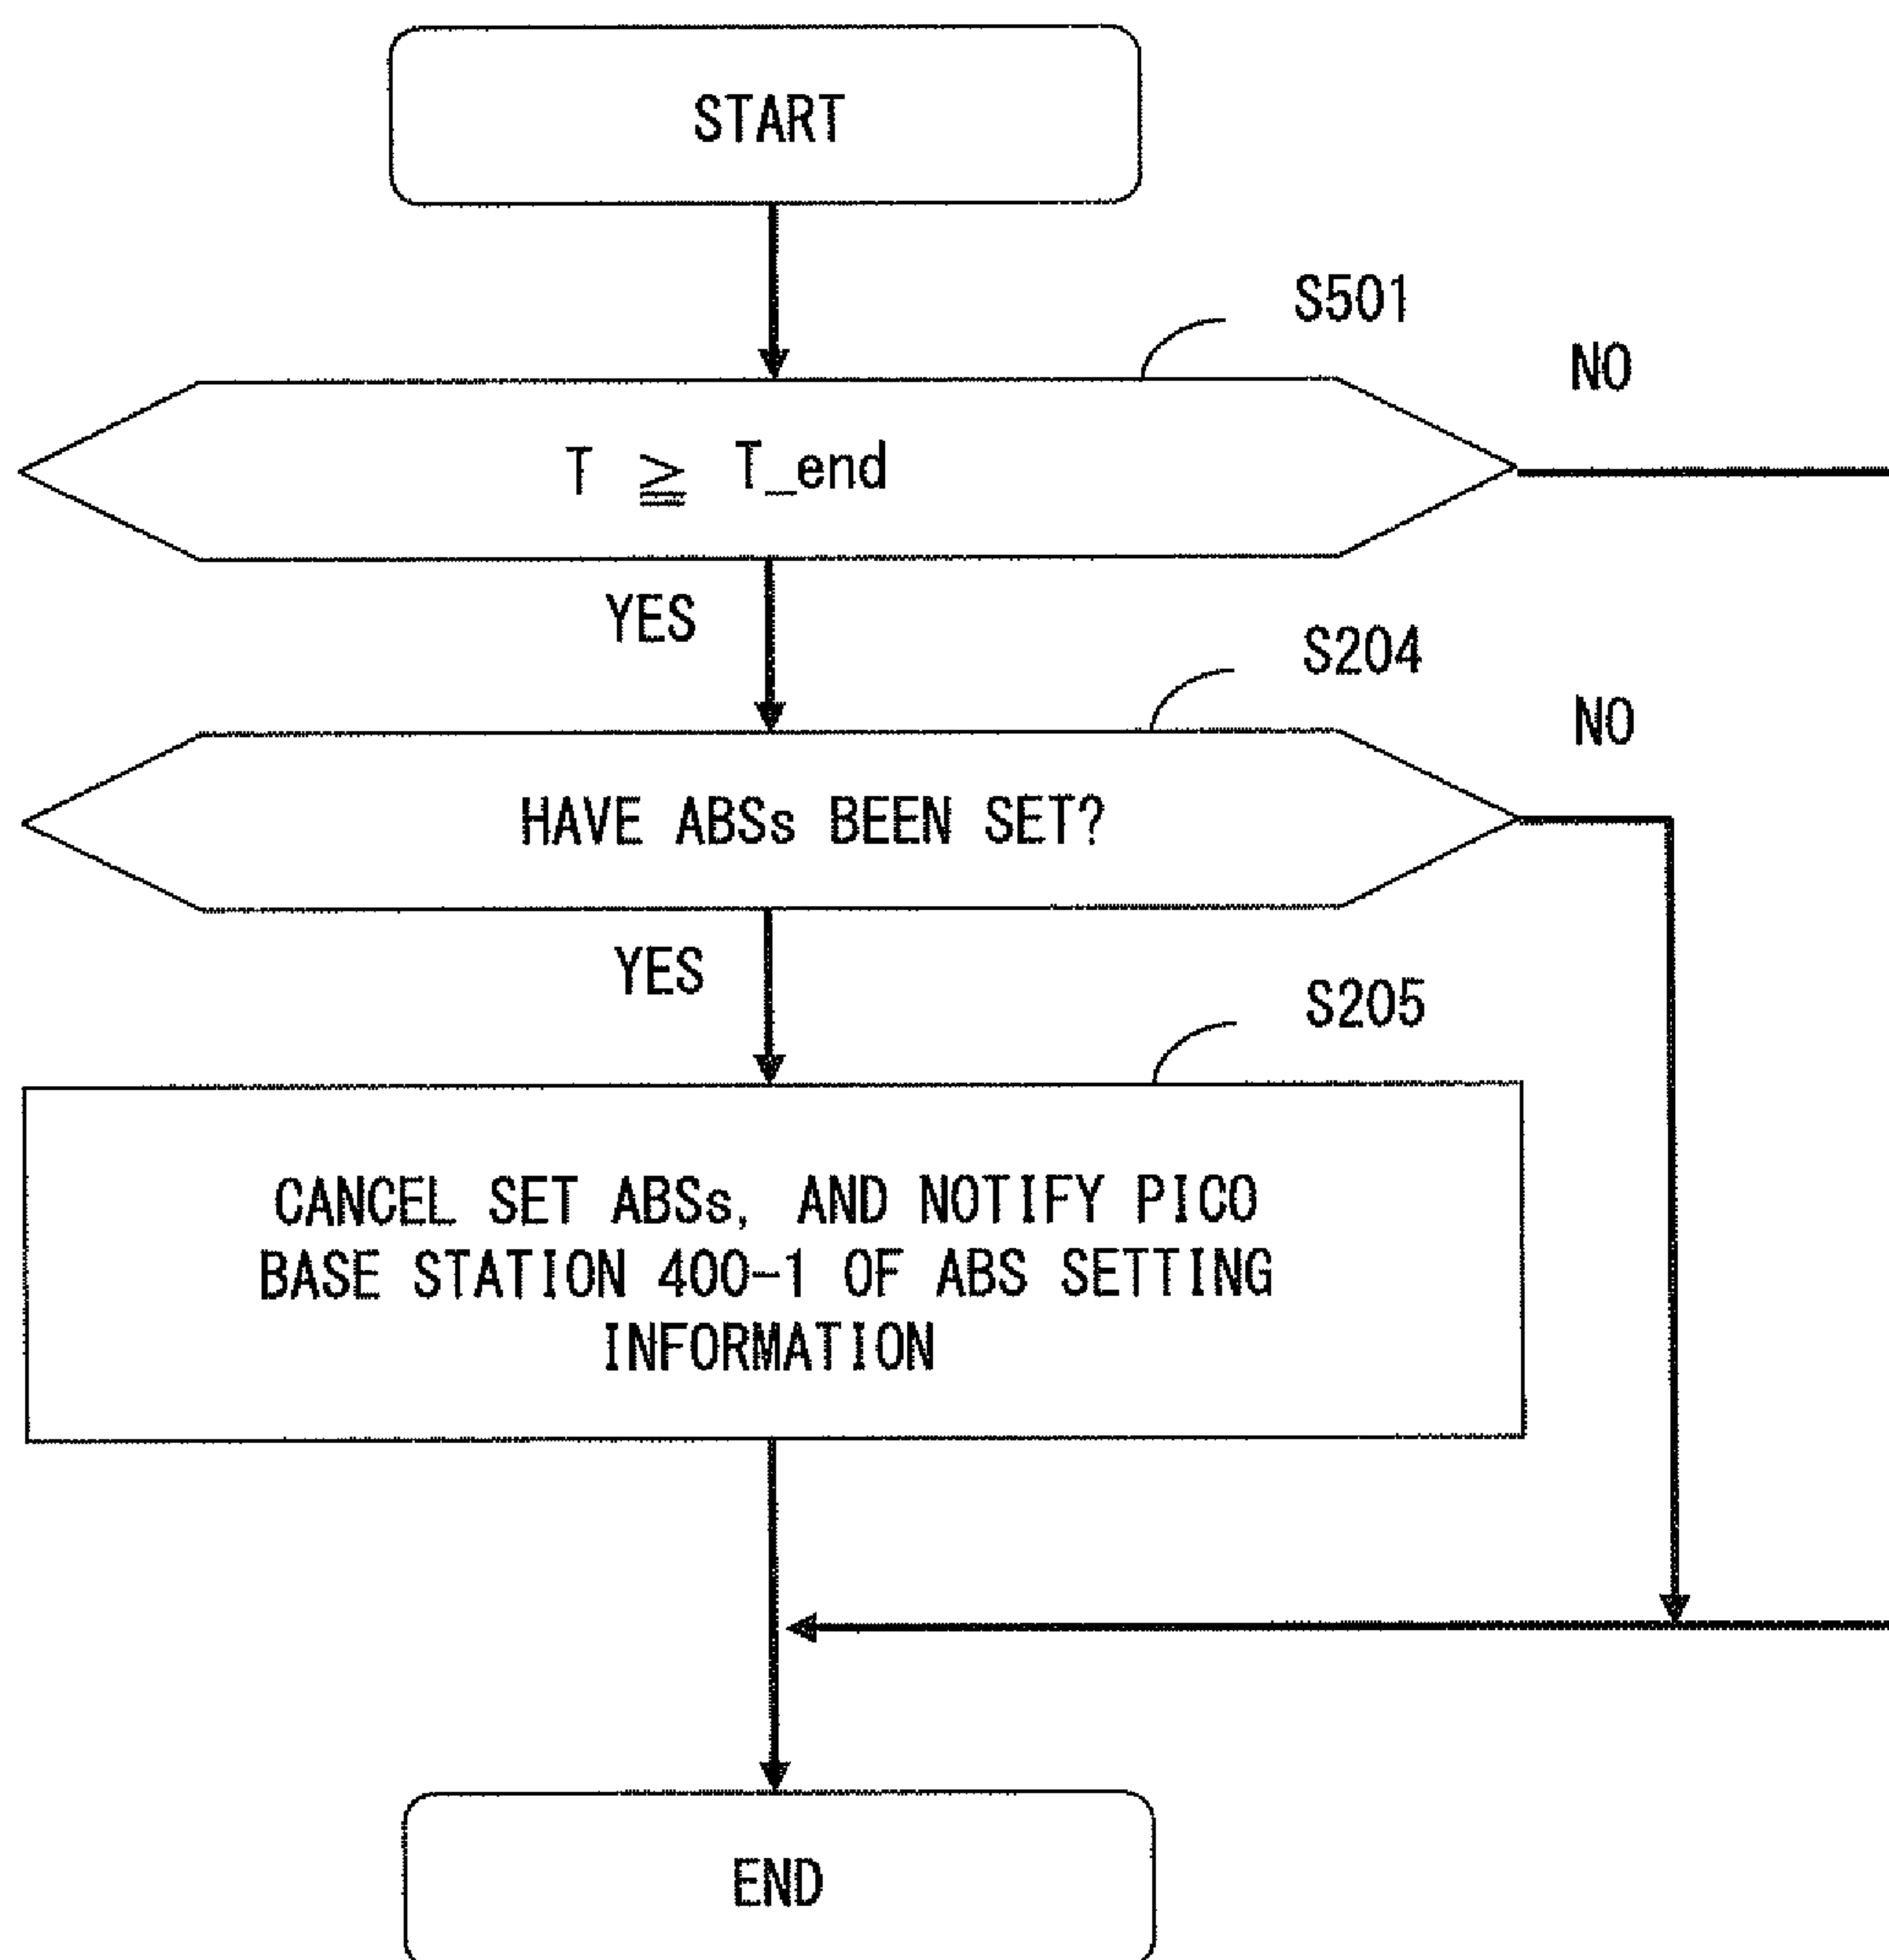 START
S501
NO
T ≧ T_end
YES
S204
NO
HAVE ABSs BEEN SET?
YES
S205
CANCEL SET ABSs, AND NOTIFY PICO
BASE STATION 400-1 OF ABS SETTING
INFORMATION
END